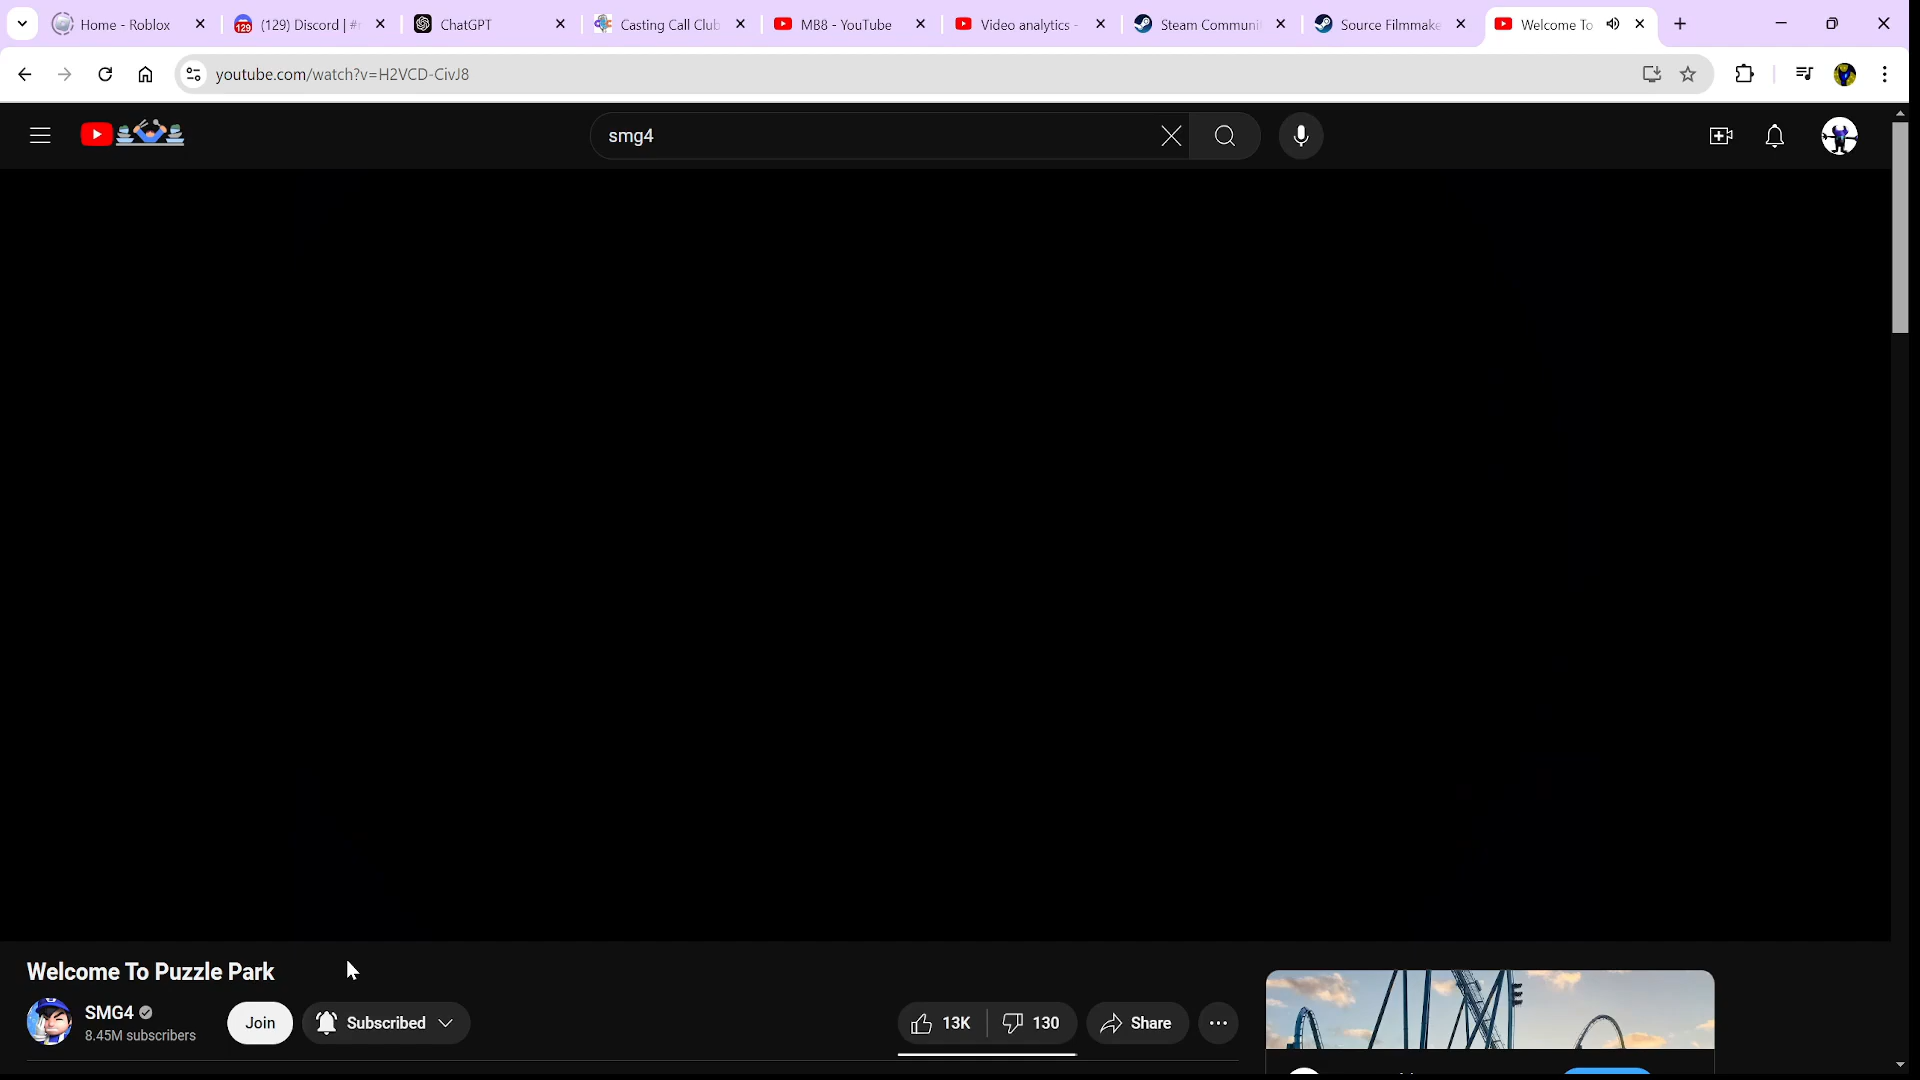 Home - Roblox
(129) Discord | #
ChatGPT
Casting Call Club
MB8 - YouTube
Video analytics -
Steam Communi
Source Filmmake
Welcome To
youtube.com/watch?v=H2VCD-CivJ8
smg4
Welcome To Puzzle Park
SMG4
8.45M subscribers
Join
Subscribed
13K
130
Share